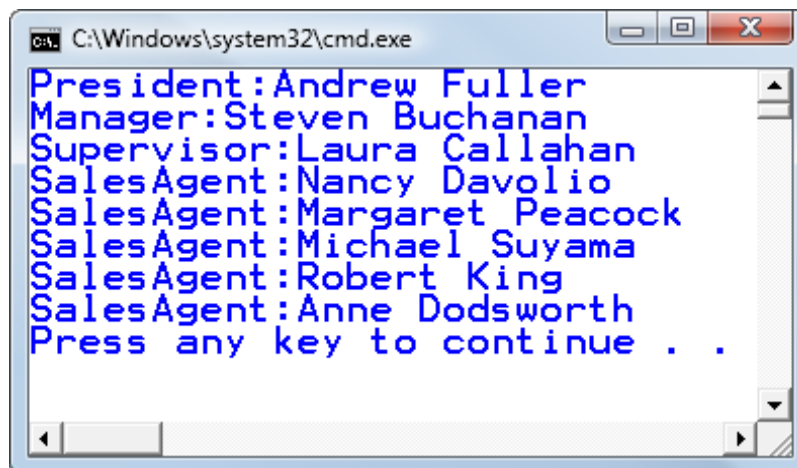 C:\Windows\system32\cmd.exe
President:Andrew Fuller
Manager:Steven Buchanan
Supervisor:Laura Callahan
SalesAgent:Nancy Davolio
SalesAgent:Margaret Peacock
SalesAgent:Michael Suyama
SalesAgent:Robert King
SalesAgent:Anne Dodsworth
Press any key to continue . .